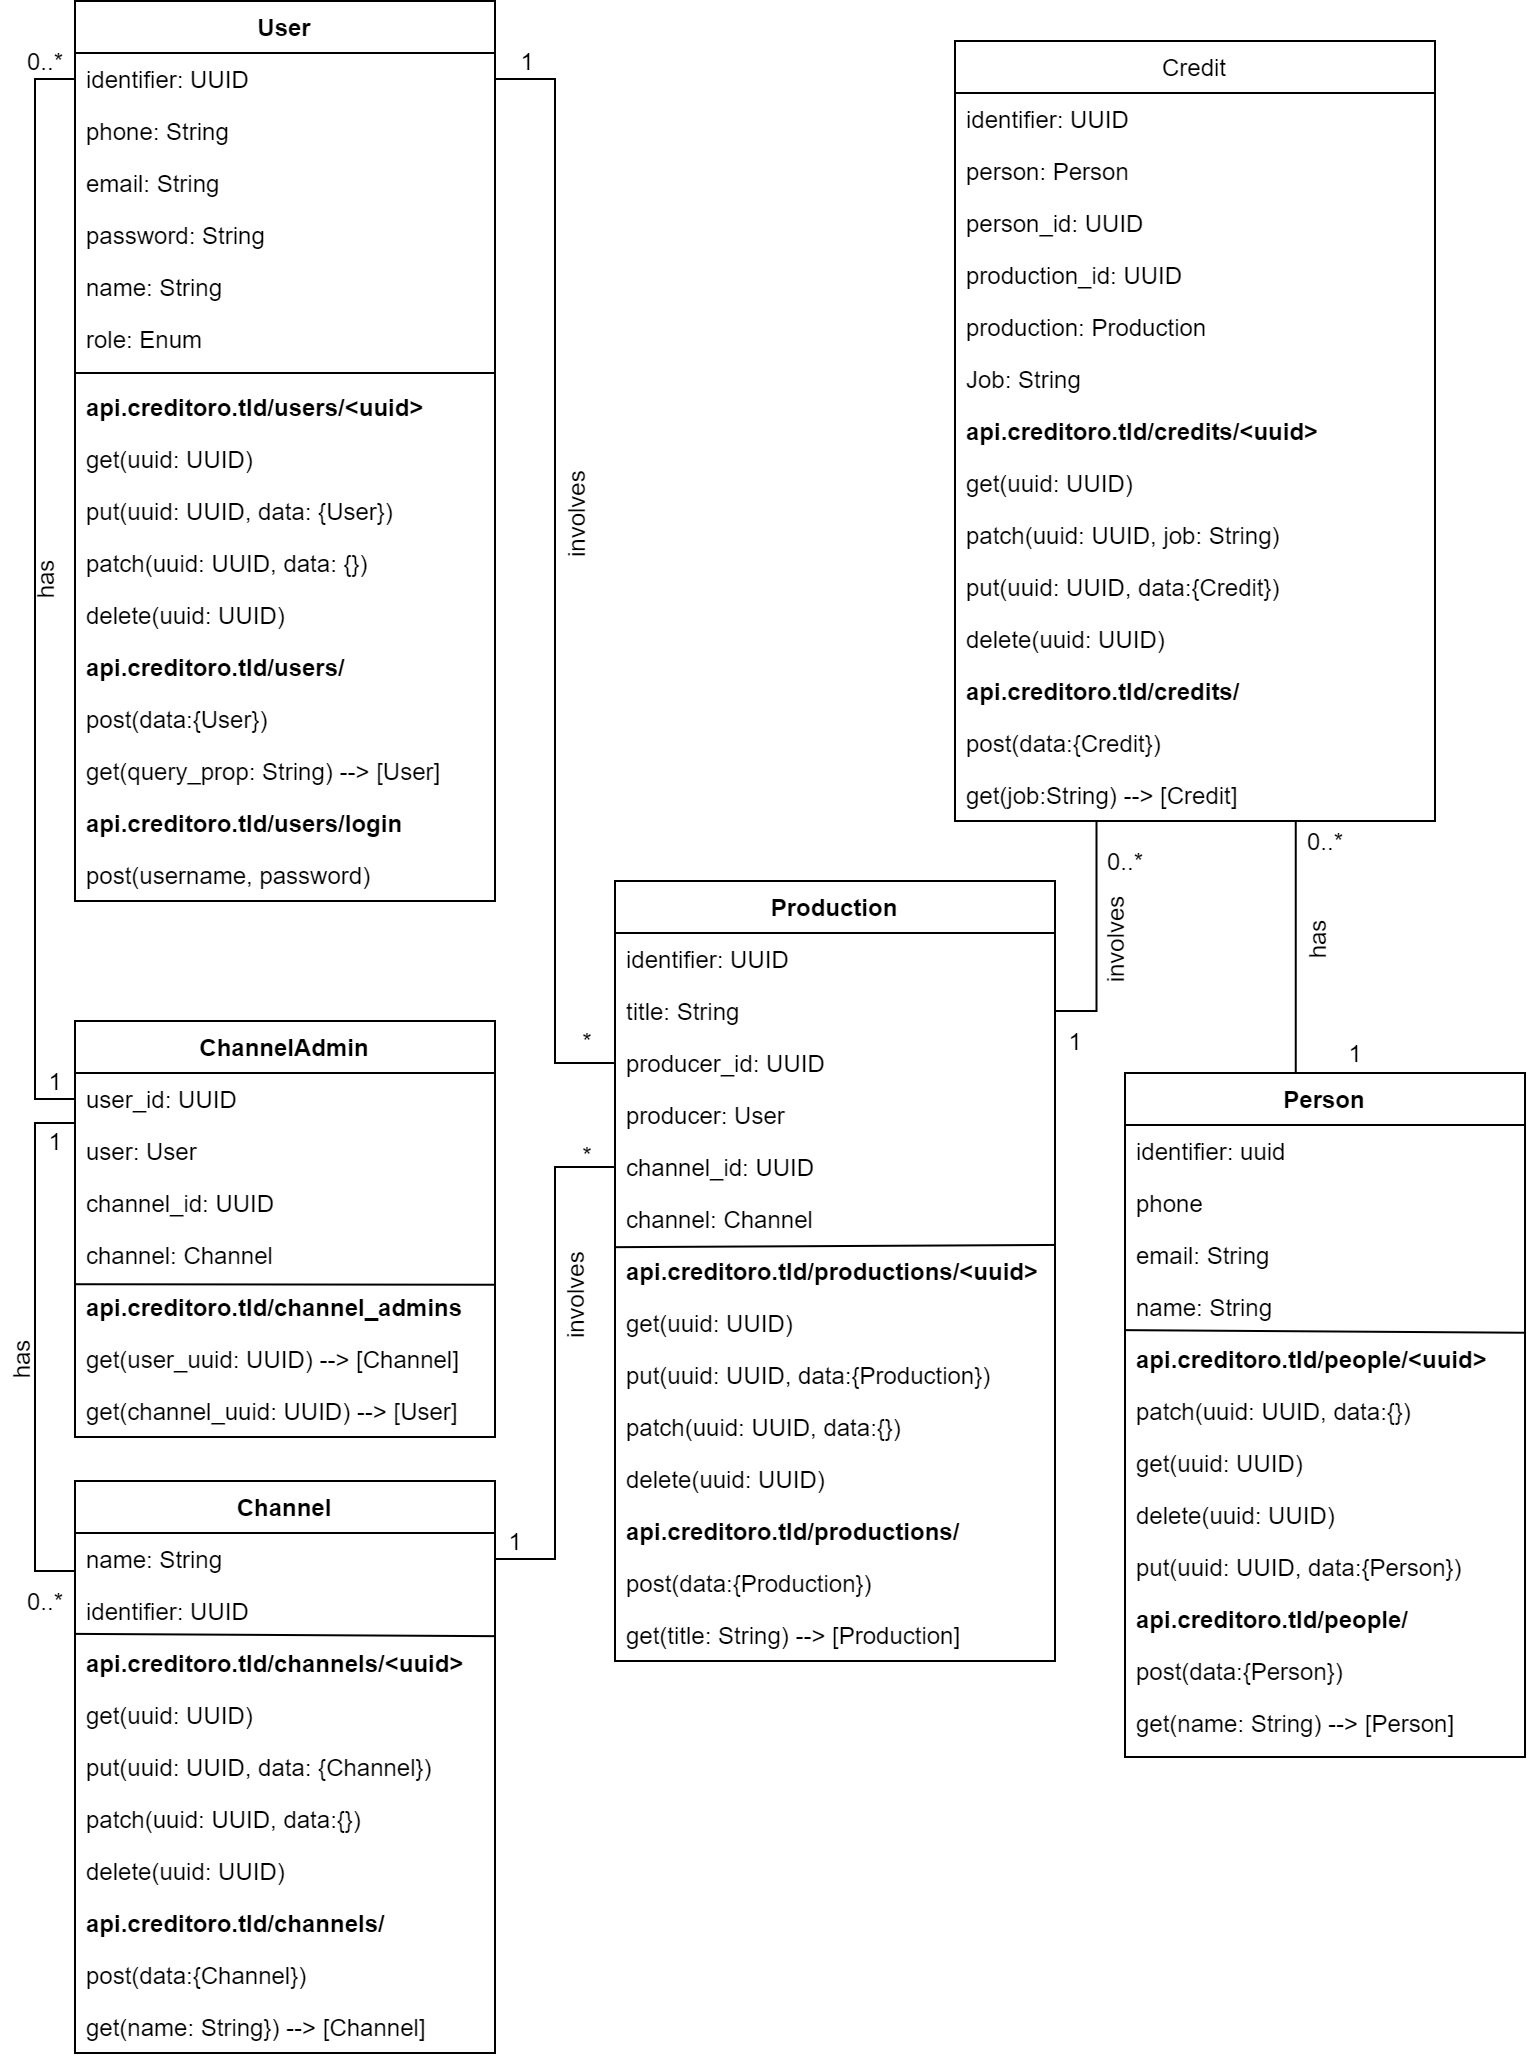 User
0..*
1
identifier: UUID
phone: String
email: String
password: String
name: String
role: Enum
api.creditoro.tld/users/<uuid>
get(uuid: UUID)
put(uuid: UUID, data: {User})
patch(uuid: UUID, data: {})
delete(uuid: UUID)
api.creditoro.tld/users/
post(data:{User})
get(query_prop: String) --> [User]
api.creditoro.tld/users/login
post(username, password)
has
involves
Credit
identifier: UUID
person: Person
person_id: UUID
production_id: UUID
production: Production
Job: String
api.creditoro.tld/credits/<uuid>
get(uuid: UUID)
patch(uuid: UUID, job: String)
put(uuid: UUID, data:{Credit})
delete(uuid: UUID)
api.creditoro.tld/credits/
post(data:{Credit})
get(job:String) --> [Credit]
0..*
involves
1
0..*
has
1
ChannelAdmin
1
user_id: UUID
1
user: User
channel_id: UUID
channel: Channel
api.creditoro.tld/channel_admins
get(user_uuid: UUID) --> [Channel]
get(channel_uuid: UUID) --> [User]
has
Production
identifier: UUID
title: String
*
producer_id: UUID
producer: User
*
channel_id: UUID
channel: Channel
api.creditoro.tld/productions/<uuid>
get(uuid: UUID)
put(uuid: UUID, data:{Production})
patch(uuid: UUID, data:{})
delete(uuid: UUID)
api.creditoro.tld/productions/
post(data:{Production})
get(title: String) --> [Production]
involves
1
Person
identifier: uuid
phone
email: String
name: String
api.creditoro.tld/people/<uuid>
patch(uuid: UUID, data:{})
get(uuid: UUID)
delete(uuid: UUID)
put(uuid: UUID, data:{Person})
api.creditoro.tld/people/
post(data:{Person})
get(name: String) --> [Person]
Channel
name: String
0..*
identifier: UUID
api.creditoro.tld/channels/<uuid>
get(uuid: UUID)
put(uuid: UUID, data: {Channel})
patch(uuid: UUID, data:{})
delete(uuid: UUID)
api.creditoro.tld/channels/
post(data:{Channel})
get(name: String}) --> [Channel]